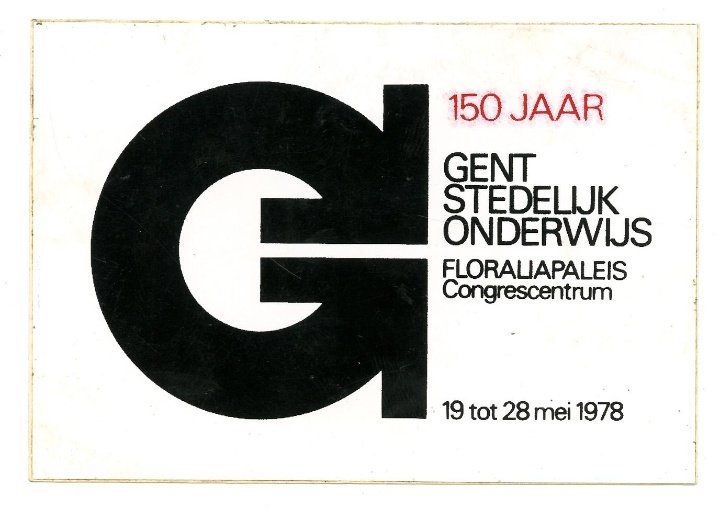 150 JAAR
GENT
STEDELIJK
ONDERWIJS
FLORALIAPALEIS
Congrescentrum
19 tot 28 mei 1978